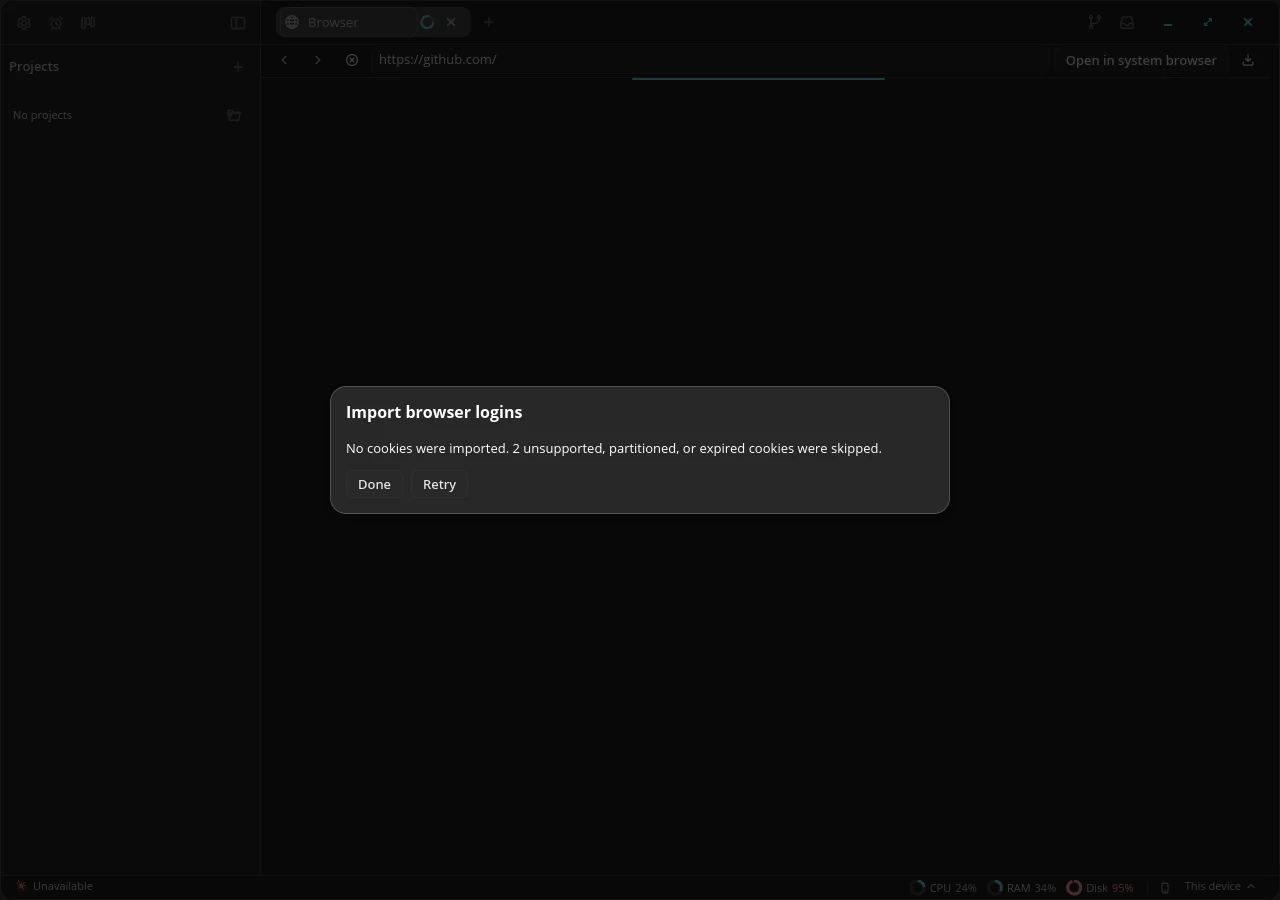 Browser
Projects
https://github.com/
Open in system browser
No projects
Import browser logins
No cookies were imported. 2 unsupported, partitioned, or expired cookies were skipped.
Done
Retry
Unavailable
CPU 24%
RAM 34%
Disk 95%
This device